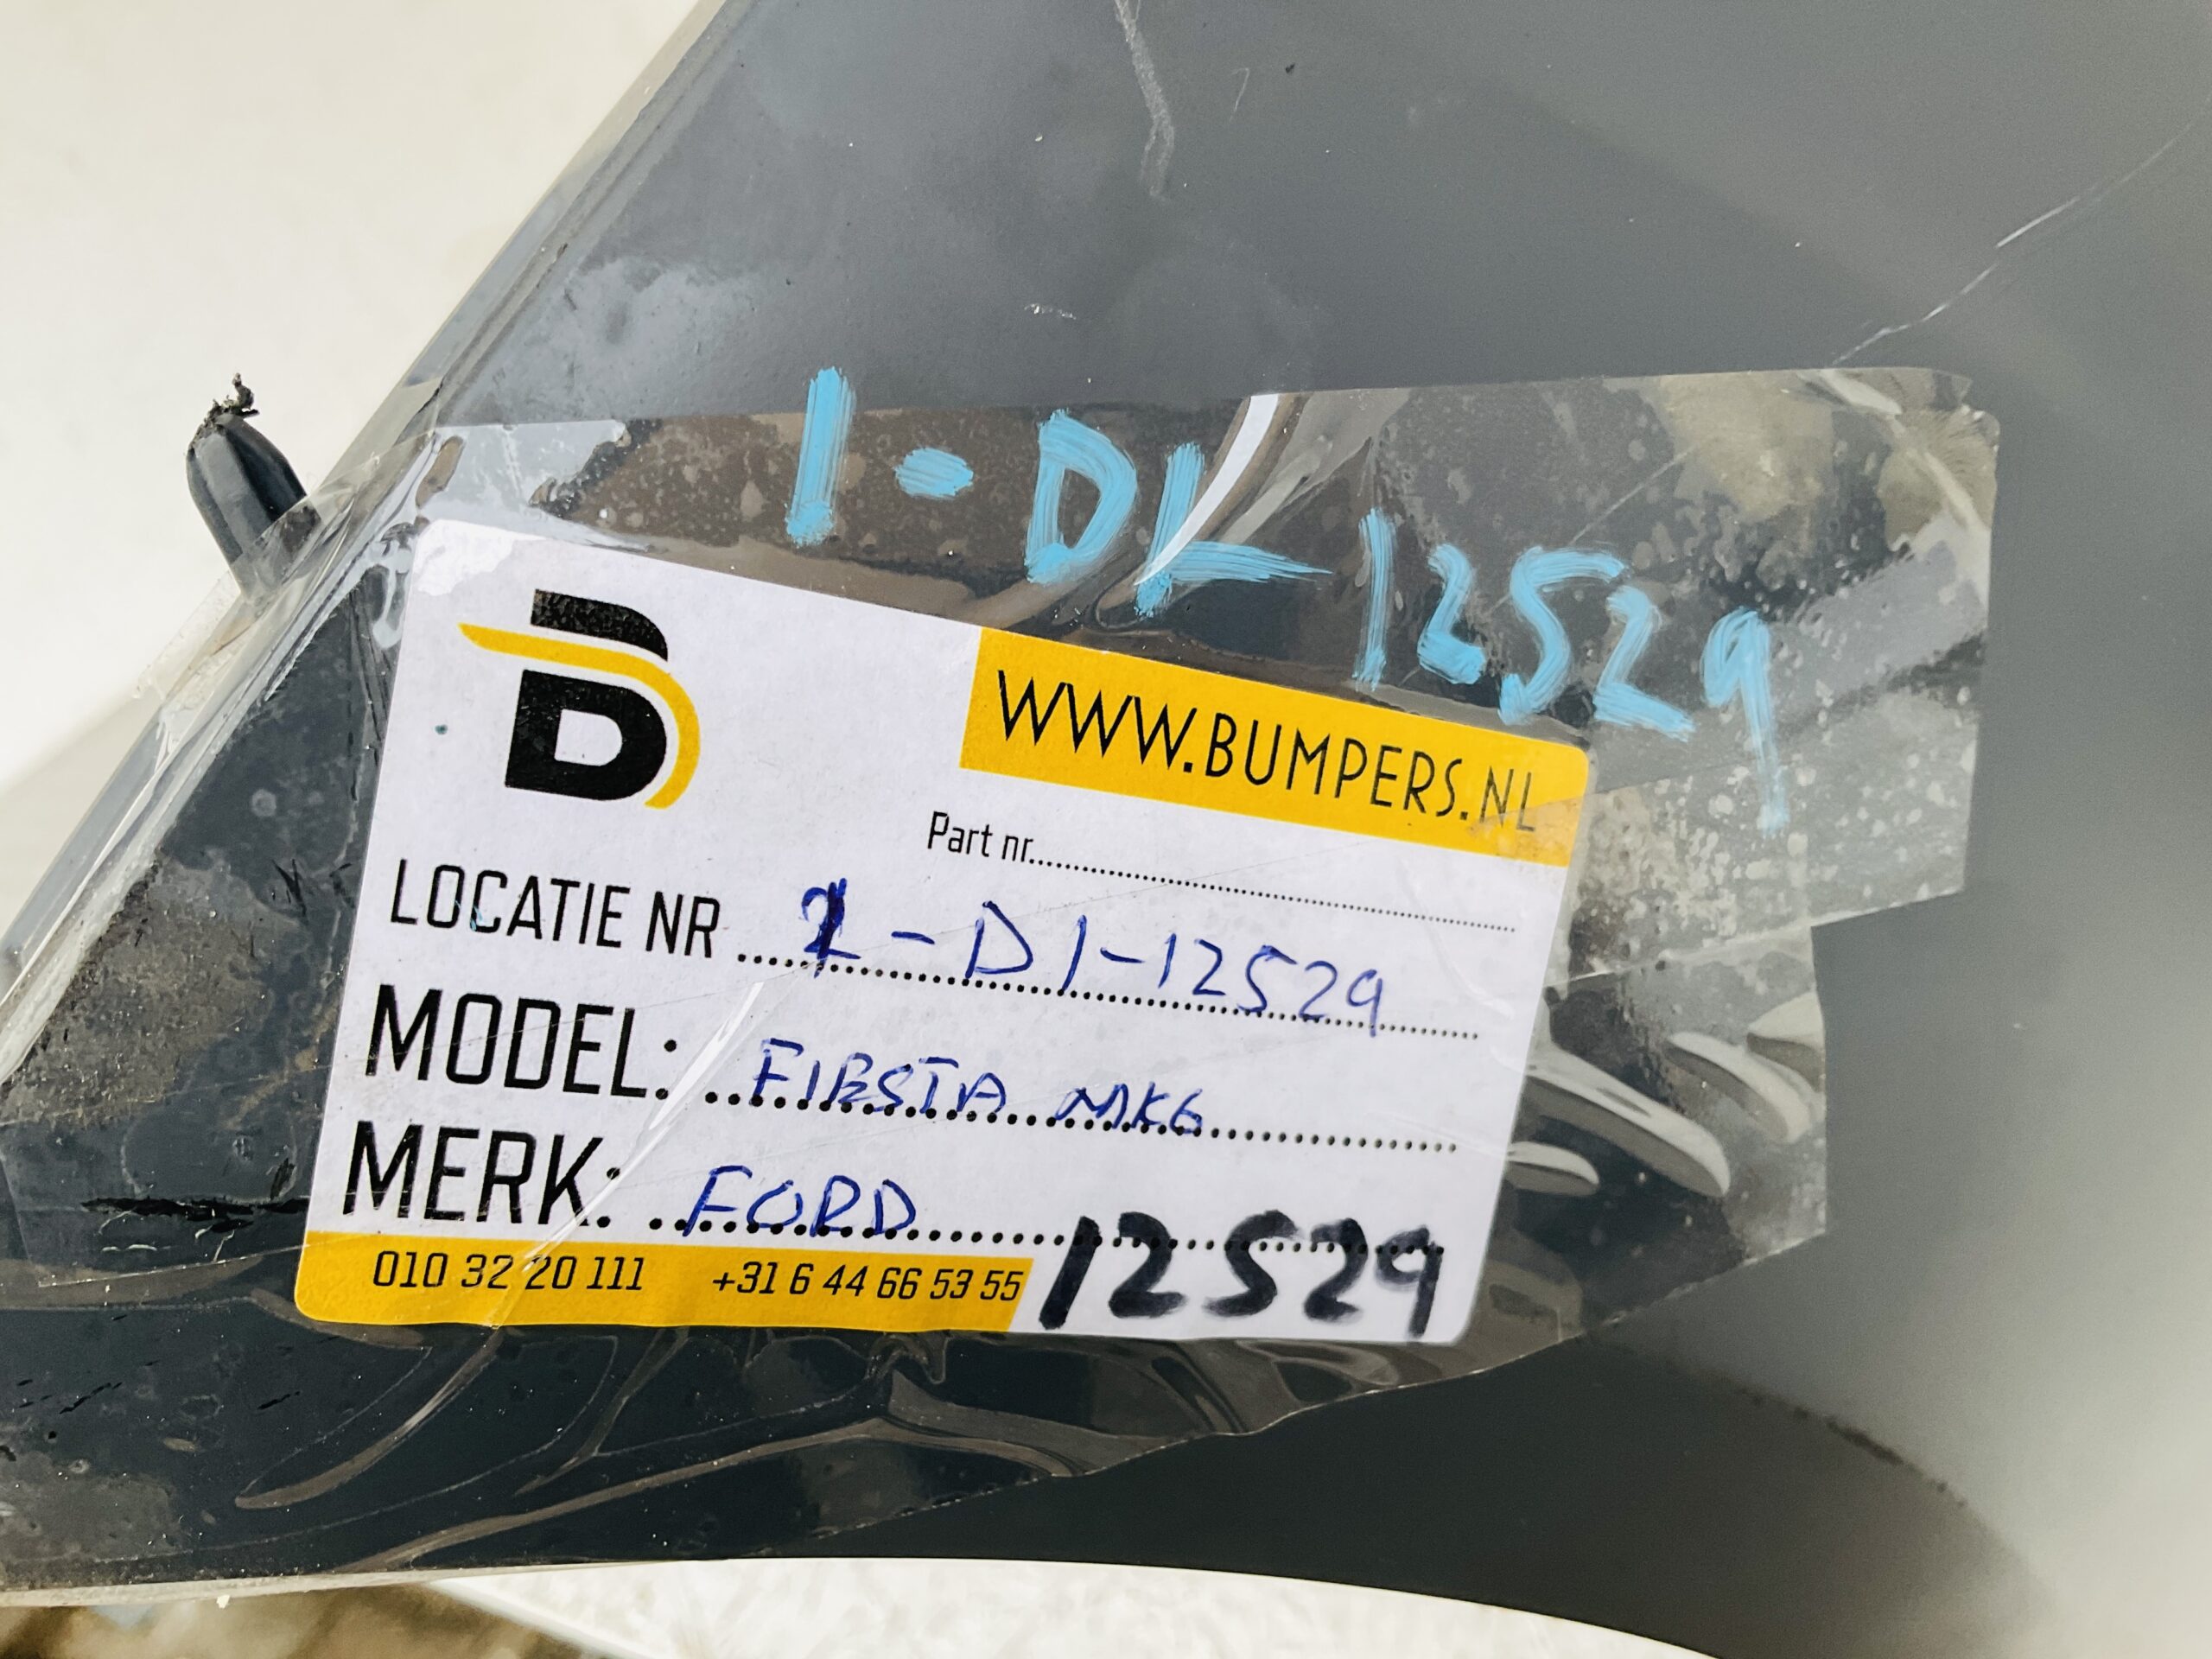 1-D1-12529
B
WWW.BUMPERS.NL
Part nr...
LOCATIE NR ... 1-D1-12529
MODEL: FIESTA MK6
MERK: FORD
12529
010 32 20 111 +31 6 44 66 53 55